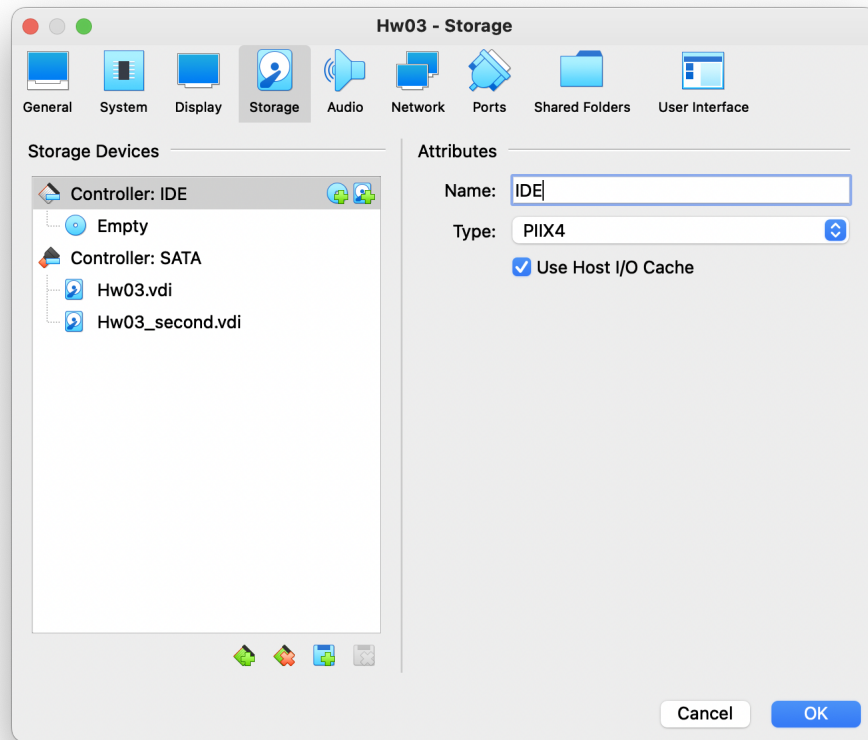 Hw03 - Storage
General System Display Storage Audio Network Ports Shared Folders User Interface
Storage Devices
Controller: IDE
Empty
Controller: SATA
Hw03.vdi
Hw03_second.vdi
Attributes
Name: IDE
Type: PIIX4
Use Host I/O Cache
Cancel OK